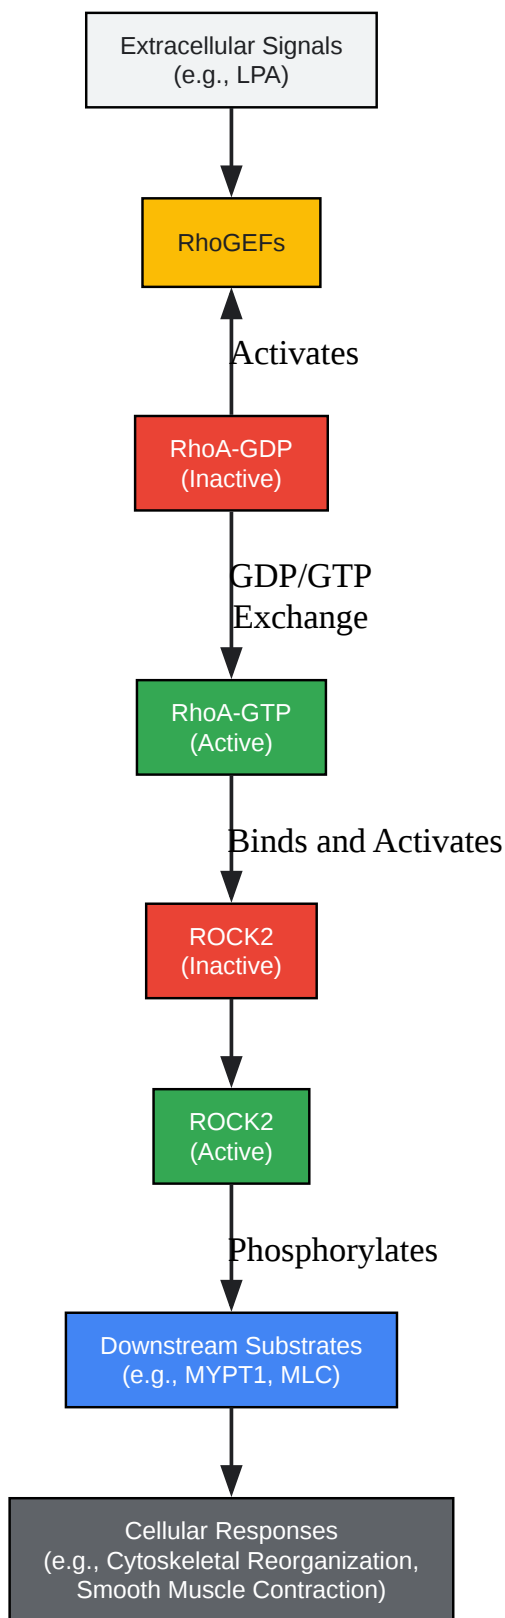 Extracellular Signals
(e.g., LPA)
RhoGEFs
Activates
RhoA-GDP
(Inactive)
GDP/GTP
Exchange
RhoA-GTP
(Active)
Binds and Activates
ROCK2
(Inactive)
ROCK2
(Active)
Phosphorylates
Downstream Substrates
(e.g., MYPT1, MLC)
Cellular Responses
(e.g., Cytoskeletal Reorganization,
Smooth Muscle Contraction)